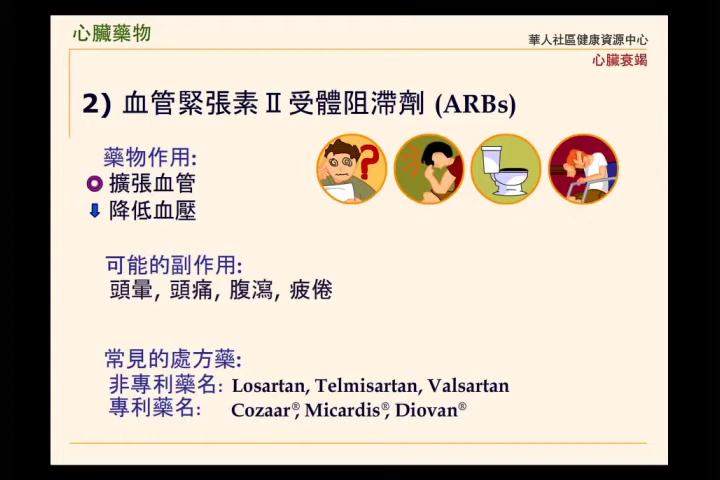 心臟藥物
華人社區健康資源中心
心臟衰竭
2) 血管緊張素 II 受體阻滯劑 (ARBs)
藥物作用:
擴張血管
降低血壓
?
可能的副作用:
頭暈, 頭痛, 腹瀉, 疲倦
常見的處方藥:
非專利藥名: Losartan, Telmisartan, Valsartan
專利藥名: Cozaar®, Micardis®, Diovan®